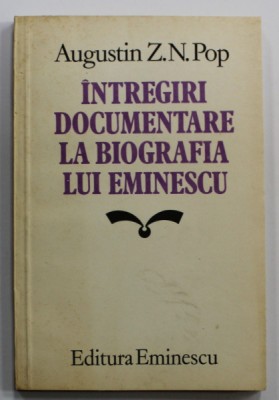 Augustin Z.N.Pop
ÎNTREGIRI
DOCUMENTARE
LA BIOGRAFIA
LUI EMINESCU
Editura Eminescu